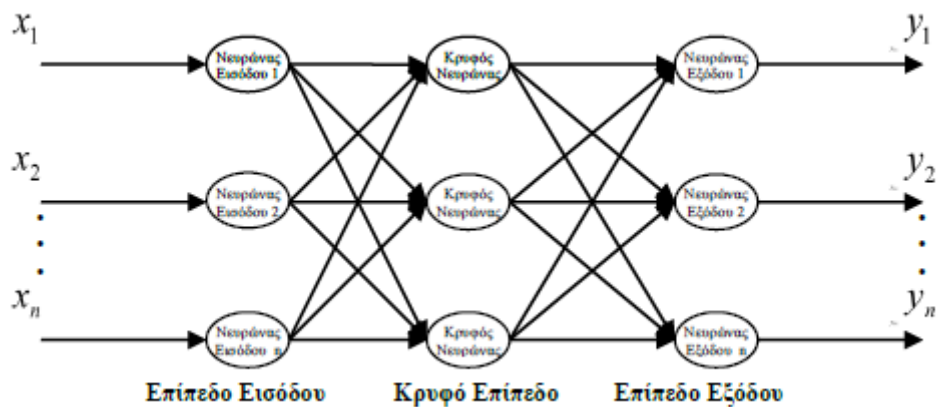 x1
y1
Νευρώνας
Εισόδου 1
Κρυφός
Νευρώνας
Νευρώνας
Εξόδου 1
x2
y2
Νευρώνας
Εισόδου 2
Κρυφός
Νευρώνας
Νευρώνας
Εξόδου 2
xn
yn
Νευρώνας
Εισόδου n
Κρυφός
Νευρώνας
Νευρώνας
Εξόδου n
Επίπεδο Εισόδου
Κρυφό Επίπεδο
Επίπεδο Εξόδου